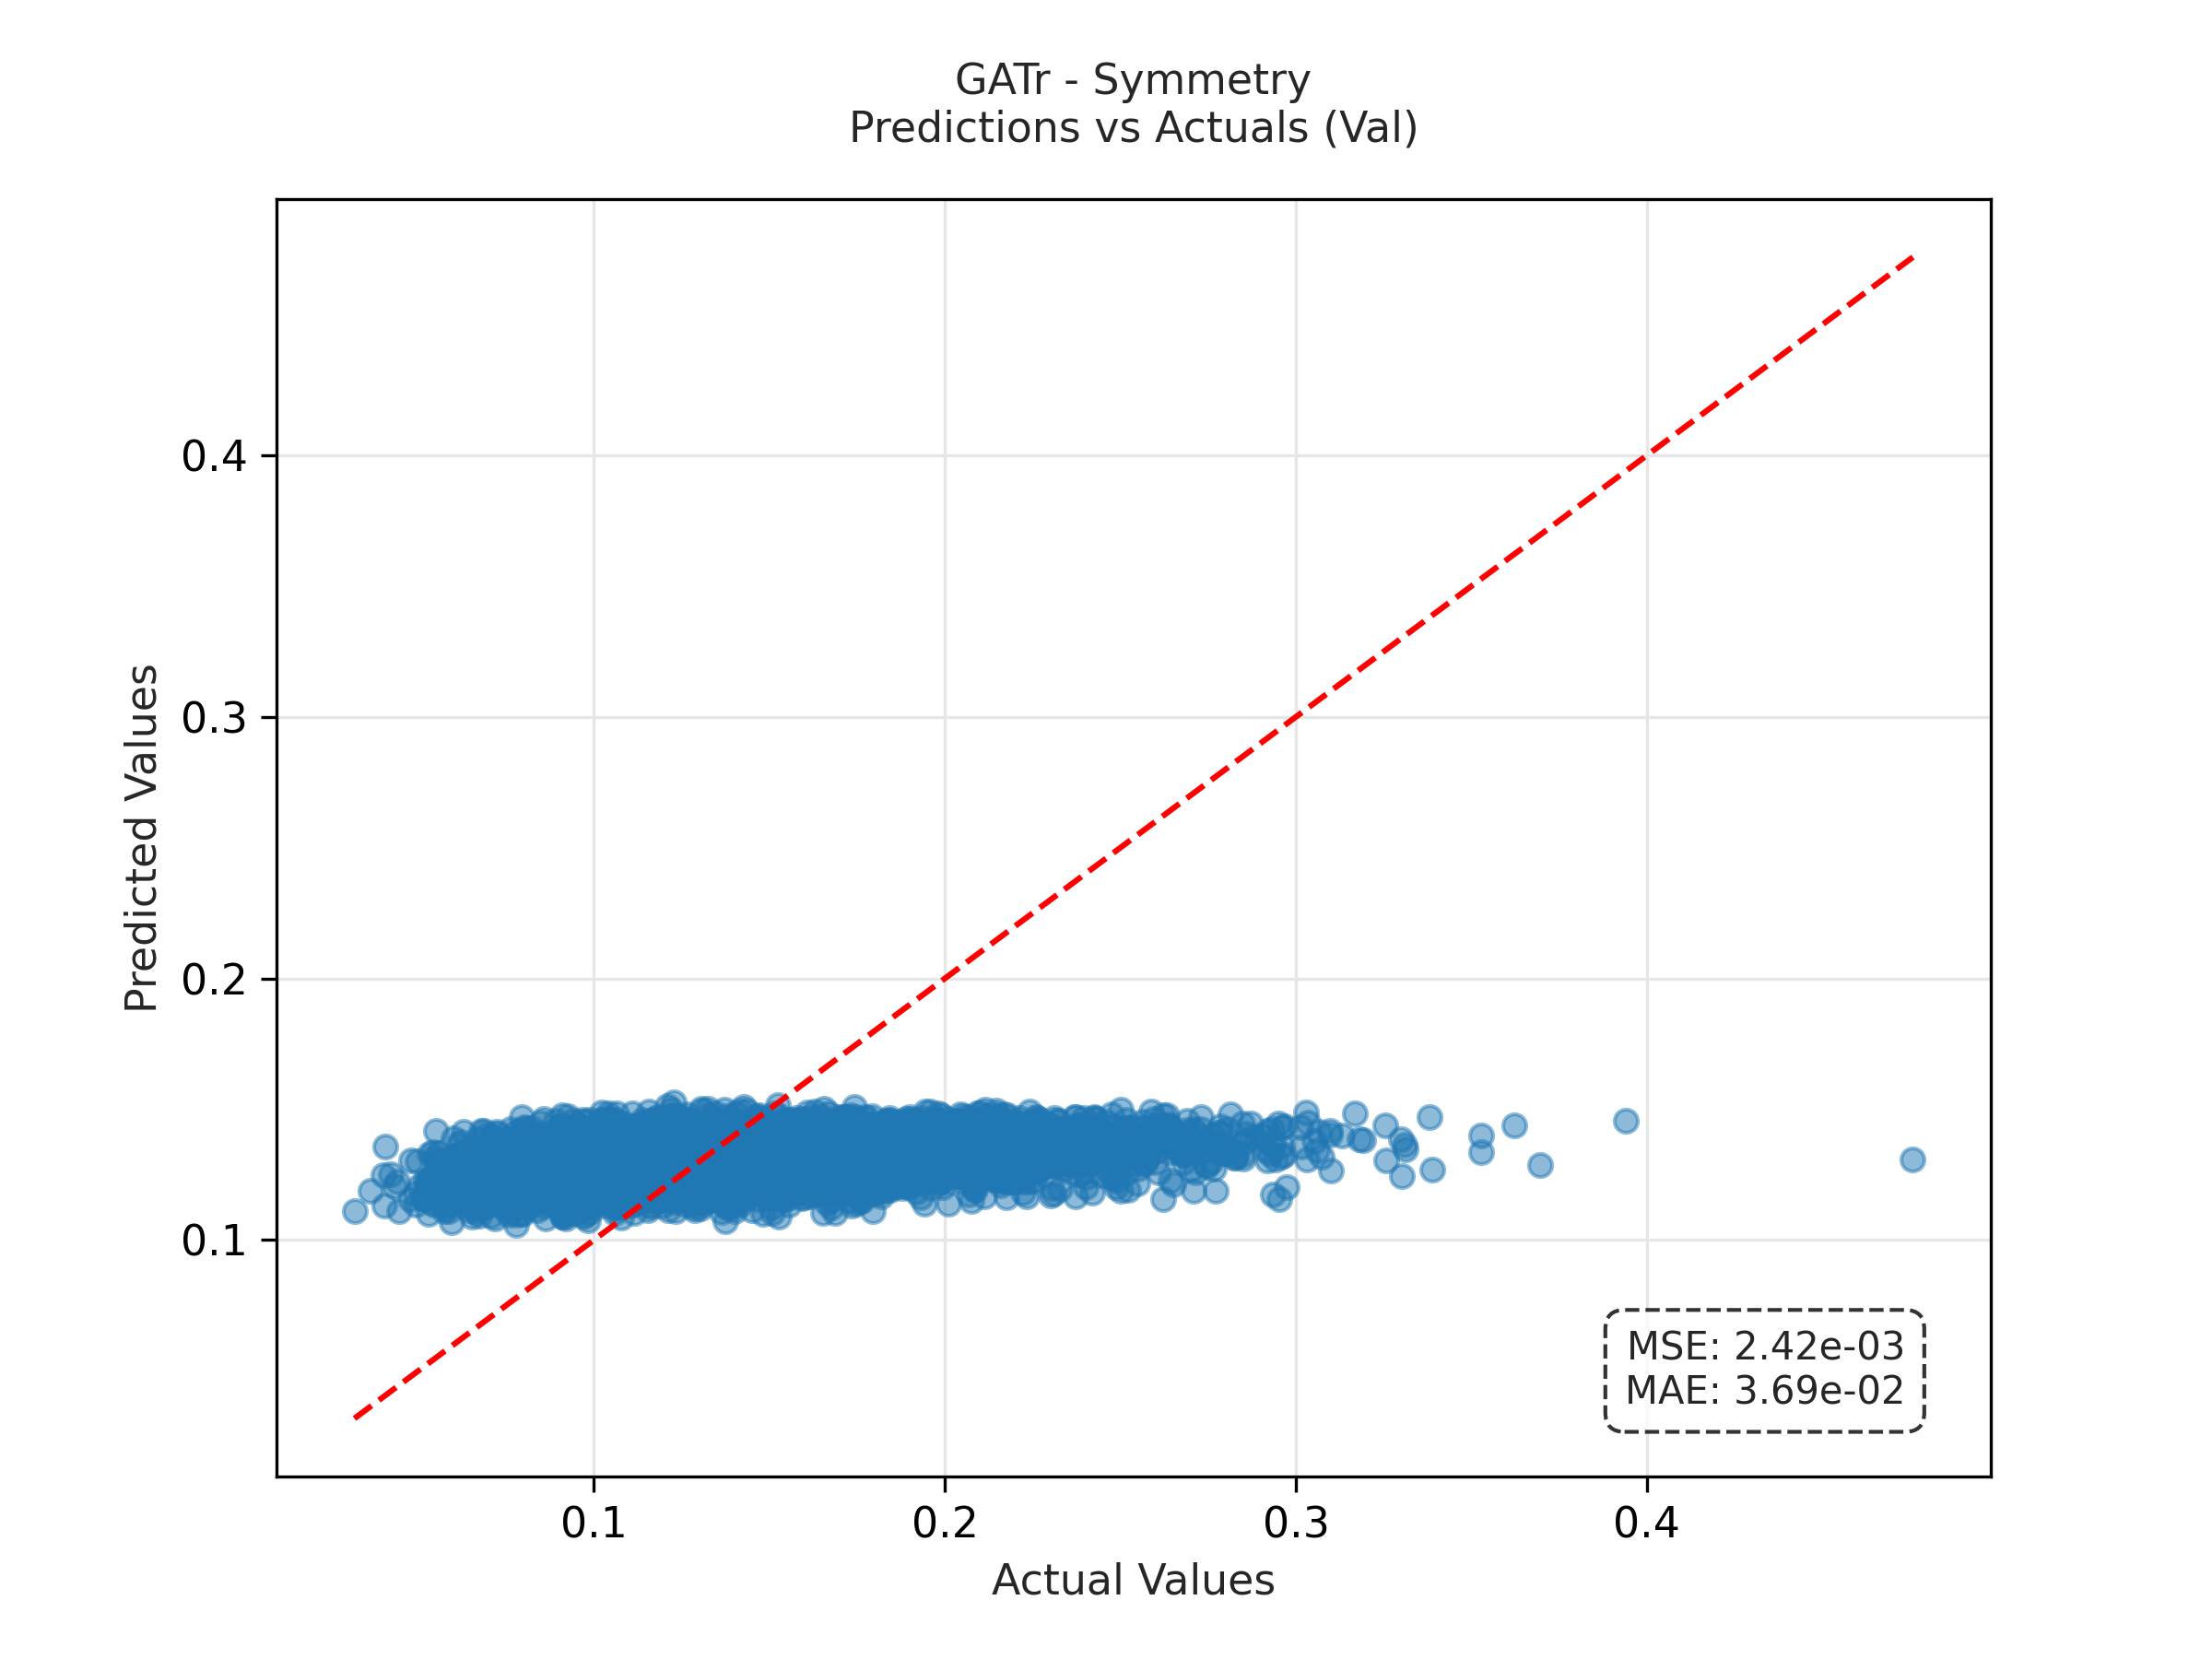 GATr - Symmetry
Predictions vs Actuals (Val)
Predicted Values
0.4
0.3
0.2
0.1
MSE: 2.42e-03
MAE: 3.69e-02
0.1 0.2 0.3 0.4
Actual Values